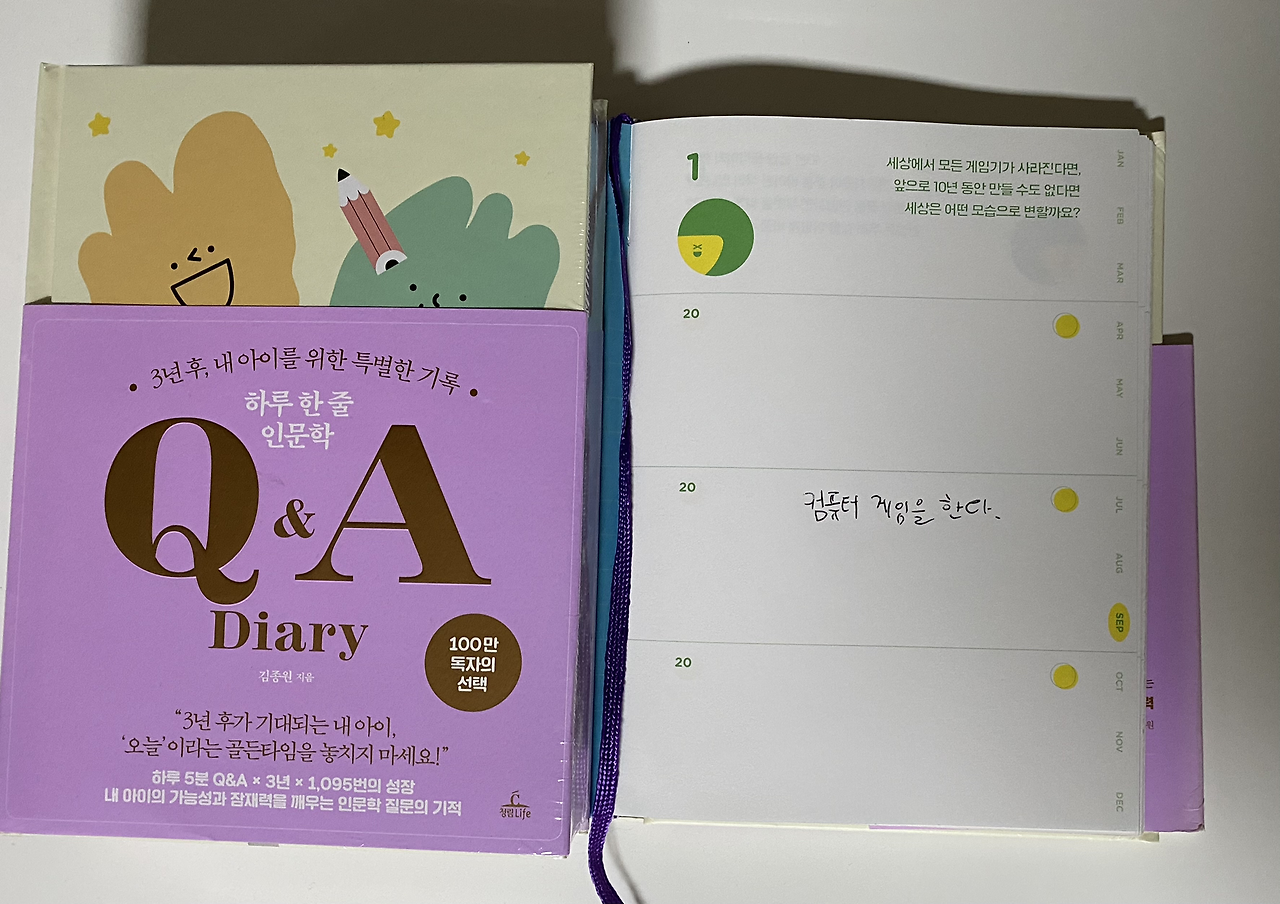 • 3년 후, 내 아이를 위한 특별한 기록 •
하루 한 줄
인문학
Q&A
Diary
김종원 지음
100만
독자의
선택
“3년 후가 기대되는 내 아이,
‘오늘’이라는 골든타임을 놓치지 마세요!”
하루 5분 Q&A × 3년 × 1,095번의 성장
내 아이의 가능성과 잠재력을 깨우는 인문학 질문의 기적
청림Life
1
세상에서 모든 게임기가 사라진다면,
앞으로 10년 동안 만들 수도 없다면
세상은 어떤 모습으로 변할까요?
20
20
컴퓨터 게임을 한다.
20
JAN
FEB
MAR
APR
MAY
JUN
JUL
AUG
SEP
OCT
NOV
DEC